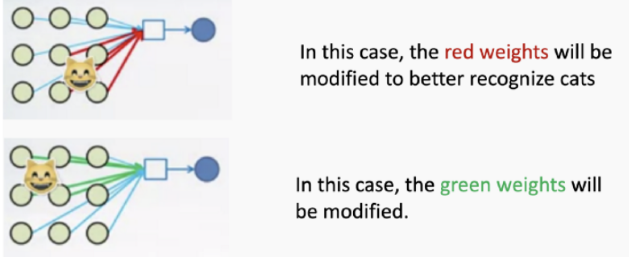 In this case, the red weights will be
modified to better recognize cats
In this case, the green weights will
be modified.